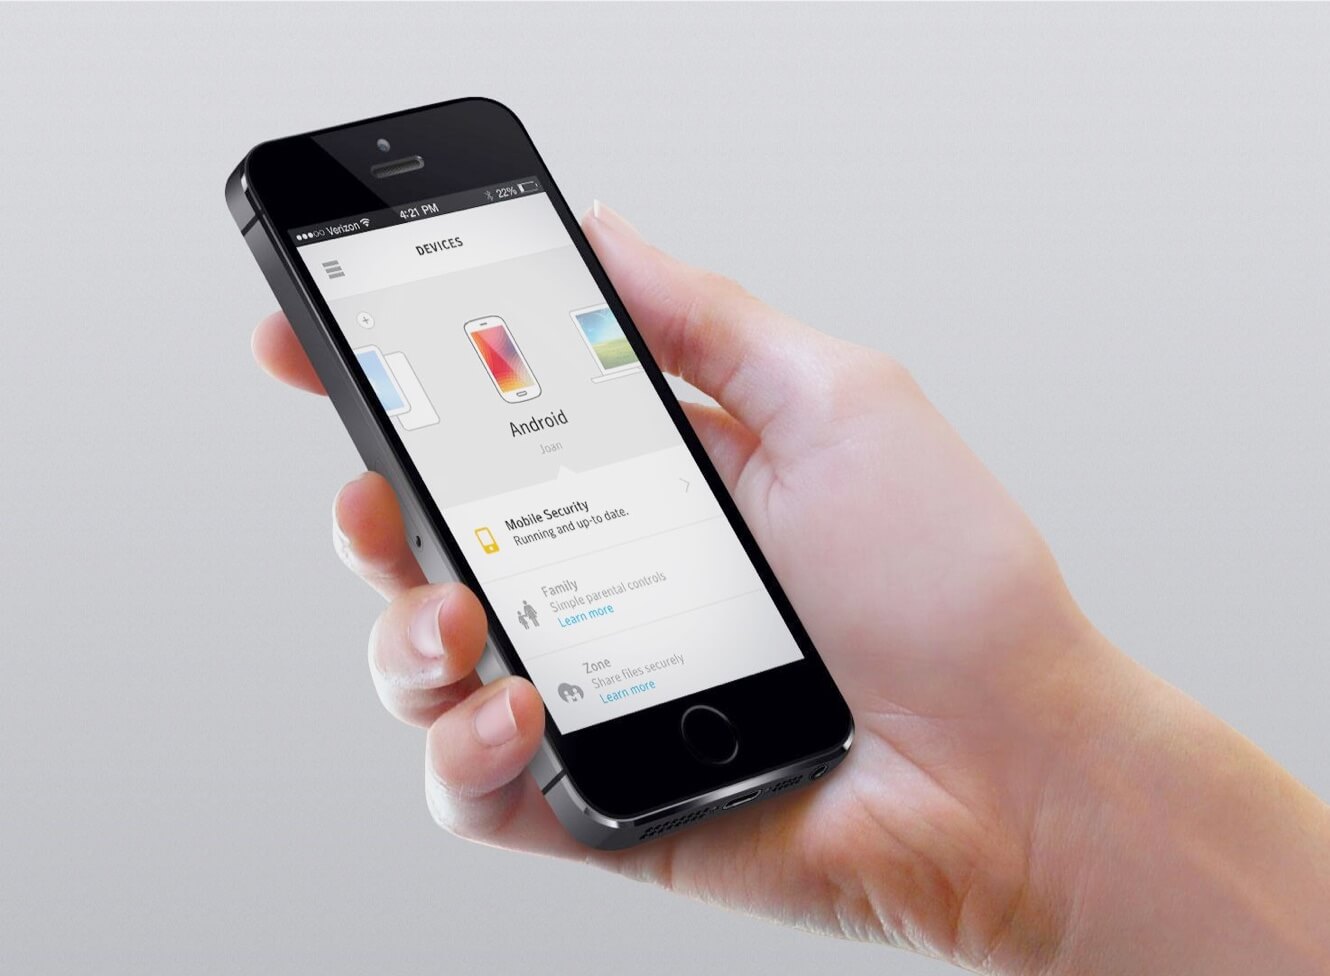 Verizon 4:21 PM 22%
DEVICES
Android
Joan
Mobile Security
Running and up-to date.
Family
Simple parental controls
Learn more
Zone
Share files securely
Learn more